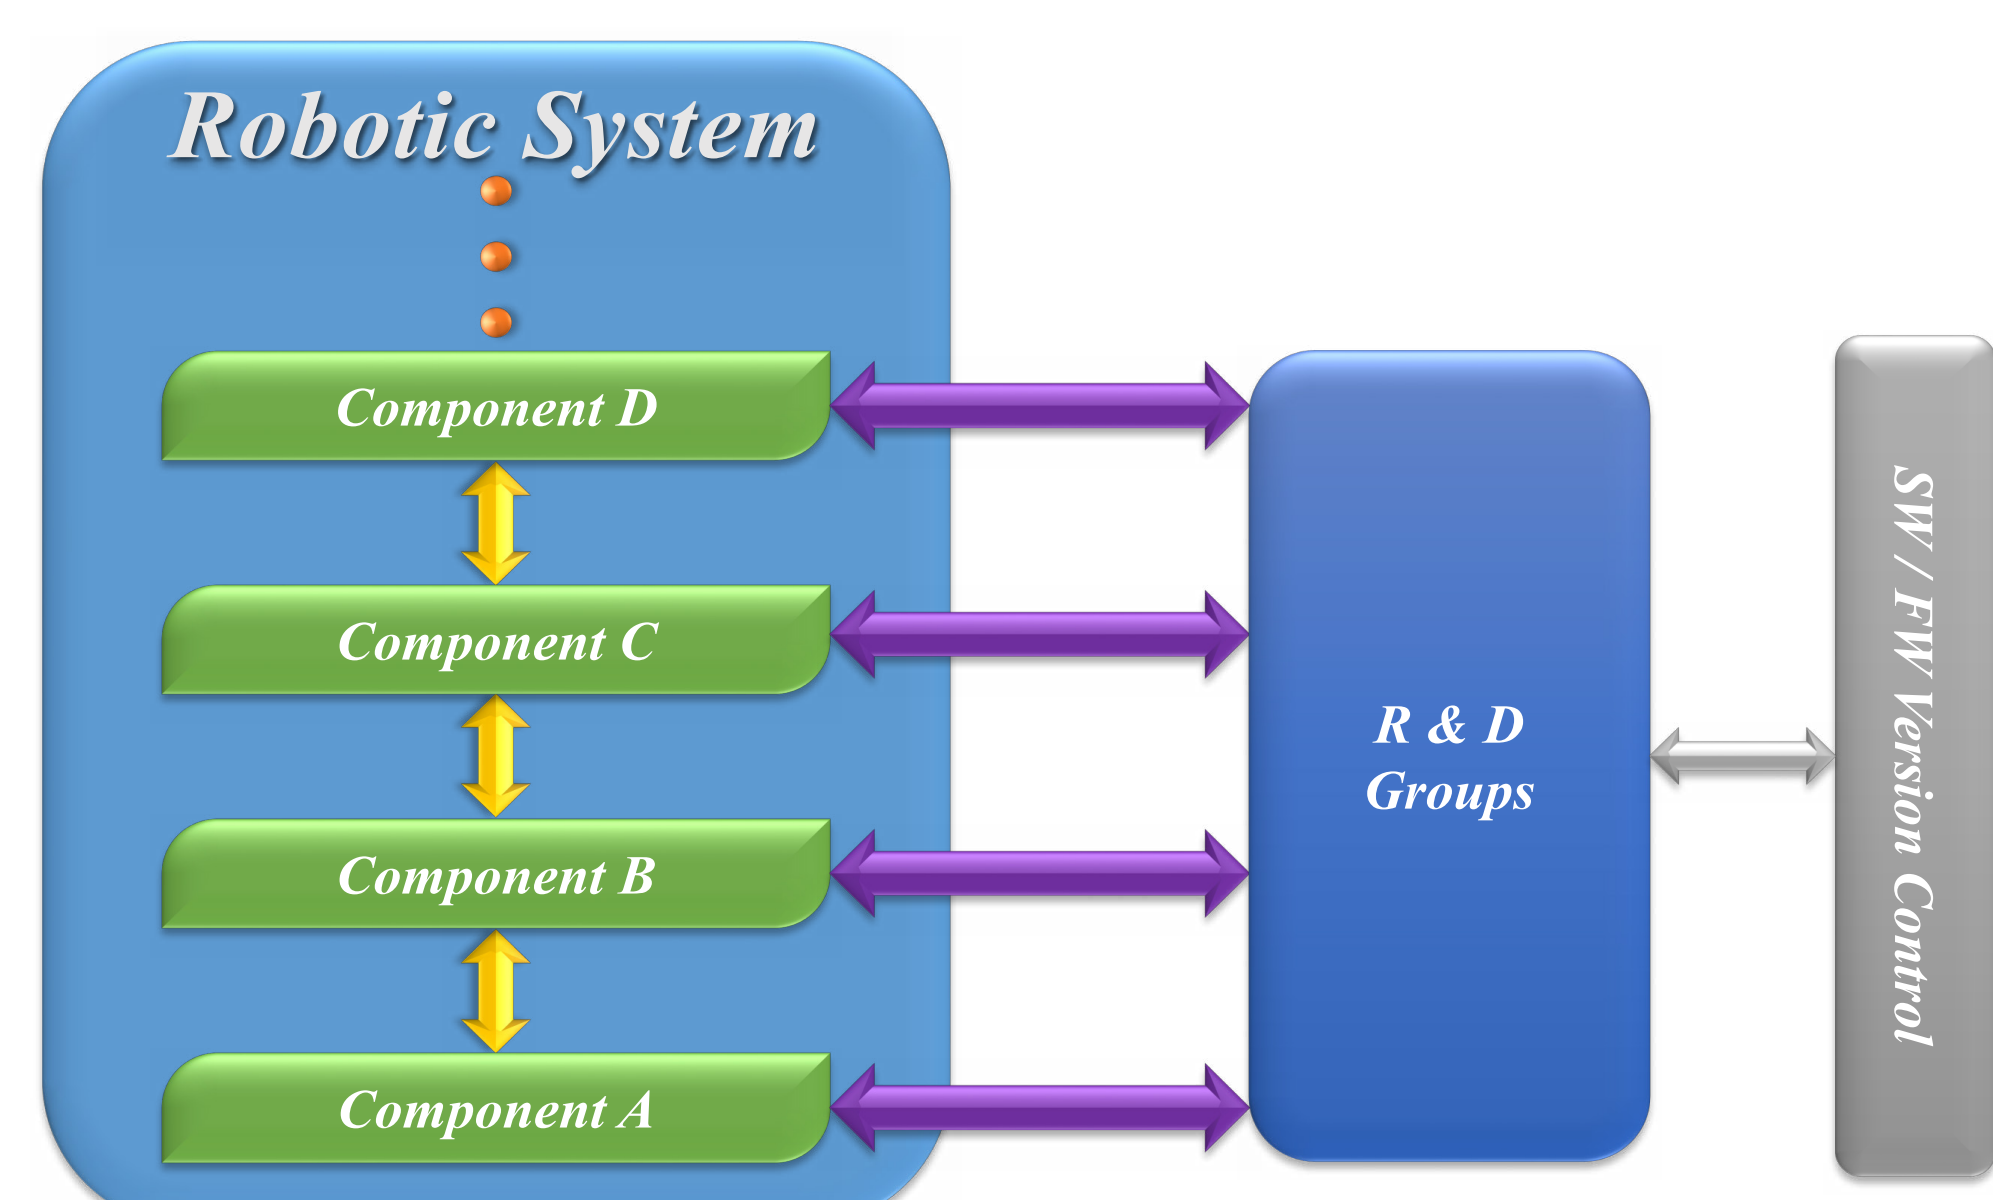 Robotic System
Component D
Component C
Component B
Component A
R & D
Groups
SW / FW Version Control